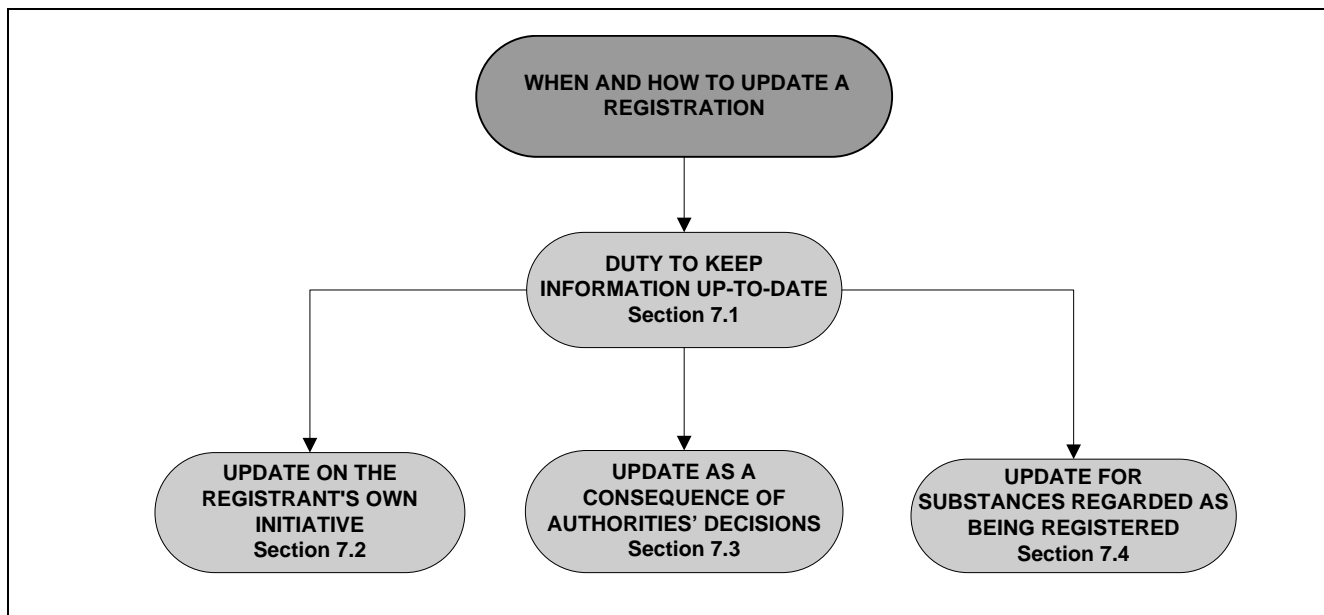 WHEN AND HOW TO UPDATE A
REGISTRATION
DUTY TO KEEP
INFORMATION UP-TO-DATE
Section 7.1
UPDATE ON THE
REGISTRANT'S OWN
INITIATIVE
Section 7.2
UPDATE AS A
CONSEQUENCE OF
AUTHORITIES’ DECISIONS
Section 7.3
UPDATE FOR
SUBSTANCES REGARDED AS
BEING REGISTERED
Section 7.4